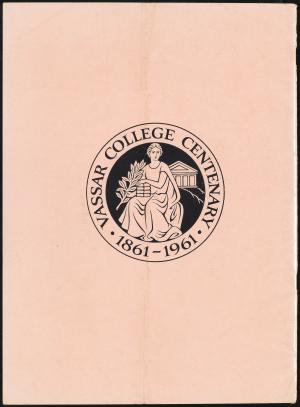 VASSAR COLLEGE CENTENARY
· 1861–1961 ·